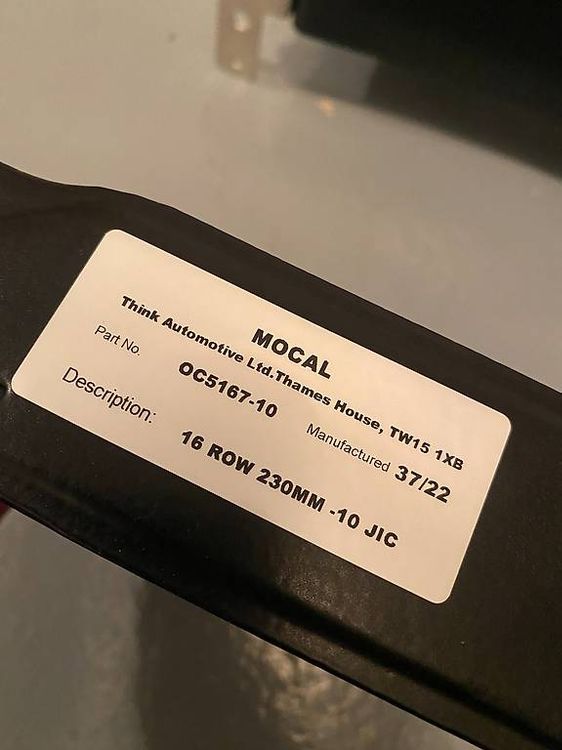 MOCAL
Think Automotive Ltd.Thames House, TW15 1XB
Part No. OC5167-10 Manufactured 37/22
Description: 16 ROW 230MM -10 JIC